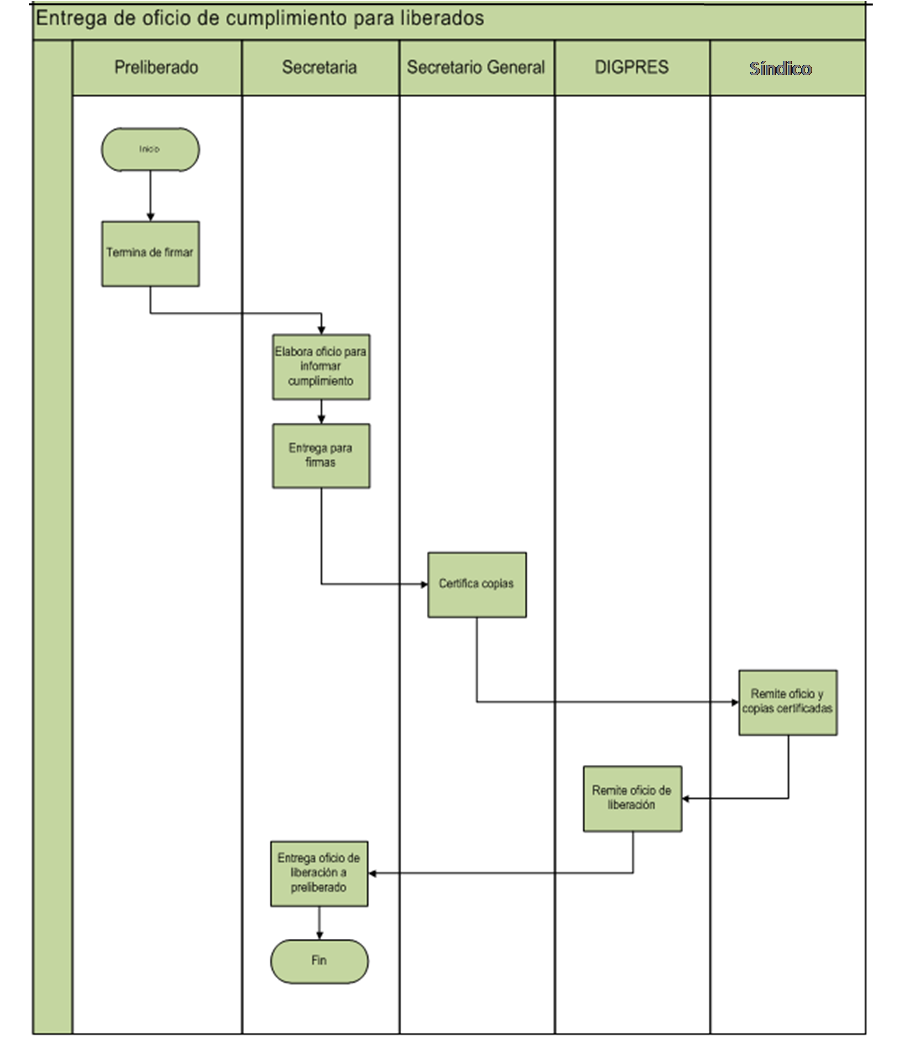 Entrega de oficio de cumplimiento para liberados
Preliberado
Secretaria
Secretario General
DIGPRES
Síndico
Inicio
Termina de firmar
Elabora oficio para
informar
cumplimiento
Entrega para
firmas
Certifica copias
Remite oficio y
copias certificadas
Remite oficio de
liberación
Entrega oficio de
liberación a
preliberado
Fin